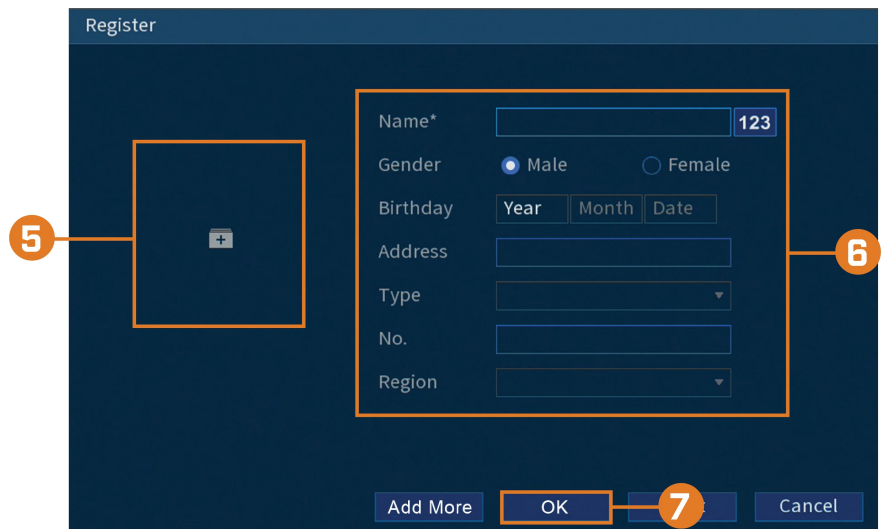 Register
Name* 123
Gender Male Female
Birthday Year Month Date
5 Address 6
Type
No.
Region
Add More OK 7 Cancel